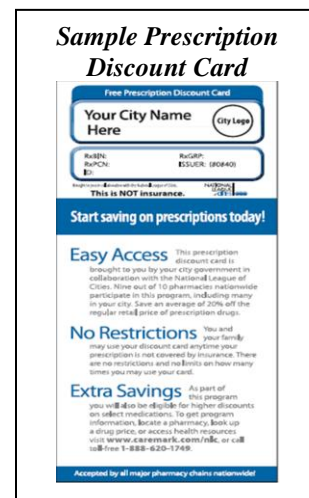 Sample Prescription
Discount Card
Free Prescription Discount Card
Your City Name
Here
City Logo
RxBIN: RxGRP:
RxPCN: ISSUER: (80840)
ID:
NATIONAL
LEAGUE
This is NOT insurance.
Start saving on prescriptions today!
Easy Access This prescription
discount card is
brought to you by your city government in
collaboration with the National League of
Cities. Nine out of 10 pharmacies nationwide
participate in this program, including many
in your city. Save an average of 20% off the
regular retail price of prescription drugs.
No Restrictions You and
your family
may use your discount card anytime your
prescription is not covered by insurance. There
are no restrictions and no limits on how many
times you may use your card.
Extra Savings As part of
this program
you will also be eligible for higher discounts
on select medications. To get program
information, locate a pharmacy, look up
a drug price, or access health resources
visit www.caremark.com/nlc, or call
toll-free 1-888-620-1749.
Accepted by all major pharmacy chains nationwide!